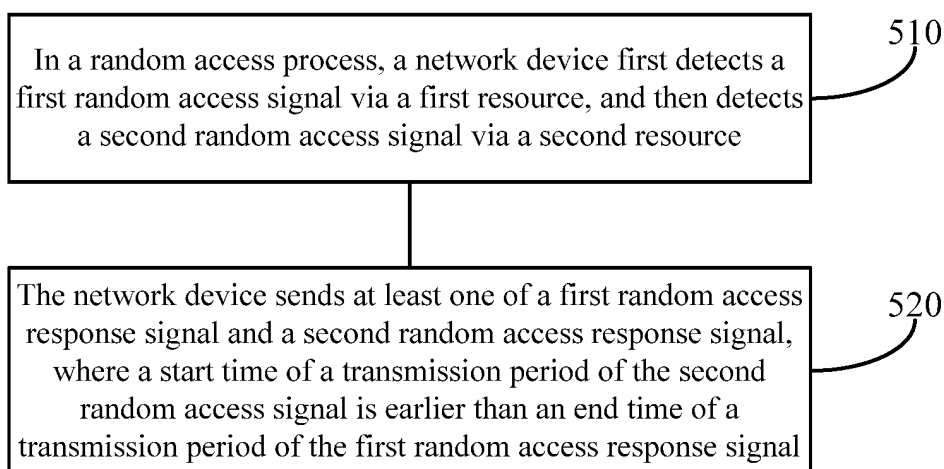 510
In a random access process, a network device first detects a
first random access signal via a first resource, and then detects
a second random access signal via a second resource
520
The network device sends at least one of a first random access
response signal and a second random access response signal,
where a start time of a transmission period of the second
random access signal is earlier than an end time of a
transmission period of the first random access response signal